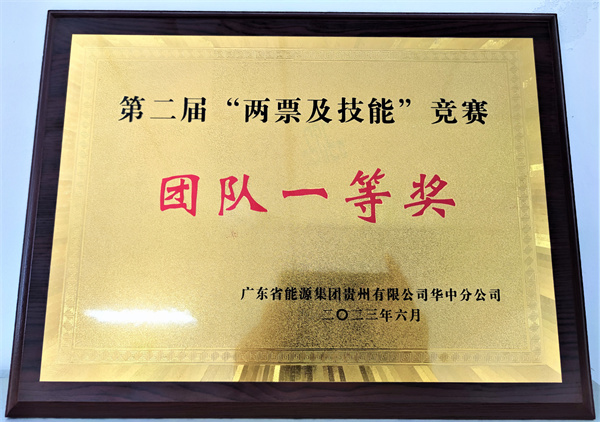 第二届“两票及技能”竞赛
团队一等奖
广东省能源集团贵州有限公司华中分公司
二〇二三年六月